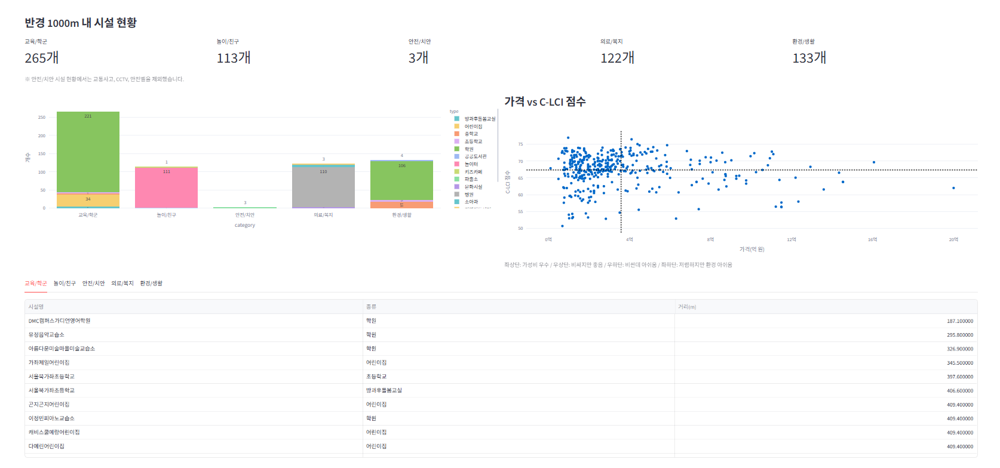 반경 1000m 내 시설 현황
교육/학군
265개
놀이/친구
113개
안전/치안
3개
의료/복지
122개
환경/생활
133개
※ 안전/치안 시설 현황에서는 교통사고, CCTV, 안전벨을 제외했습니다.
개수
250
200
150
100
50
0
221
34
1
111
3
3
110
4
106
교육/학군
놀이/친구
안전/치안
의료/복지
환경/생활
category
type
방과후돌봄교실
어린이집
중학교
초등학교
학원
공공도서관
놀이터
키즈카페
파출소
문화시설
병원
소아과
가격 vs C-LCI 점수
C-LCI 점수
75
70
65
60
55
50
0억
4억
8억
12억
16억
20억
가격(억 원)
좌상단: 가성비 우수 / 우상단: 비싸지만 좋음 / 우하단: 비싼데 아쉬움 / 좌하단: 저렴하지만 환경 아쉬움
교육/학군 놀이/친구 안전/치안 의료/복지 환경/생활
시설명 종류 거리(m)
DMC캠퍼스가디언영어학원 학원 187.100000
유정음악교습소 학원 295.800000
아름다운미술마을미술교습소 학원 326.900000
가좌제일어린이집 어린이집 345.500000
서울북가좌초등학교 초등학교 397.600000
서울북가좌초등학교 방과후돌봄교실 406.600000
곤지곤지어린이집 어린이집 409.400000
이정민피아노교습소 학원 409.400000
캐비스쿨예랑어린이집 어린이집 409.400000
다예린어린이집 어린이집 409.400000